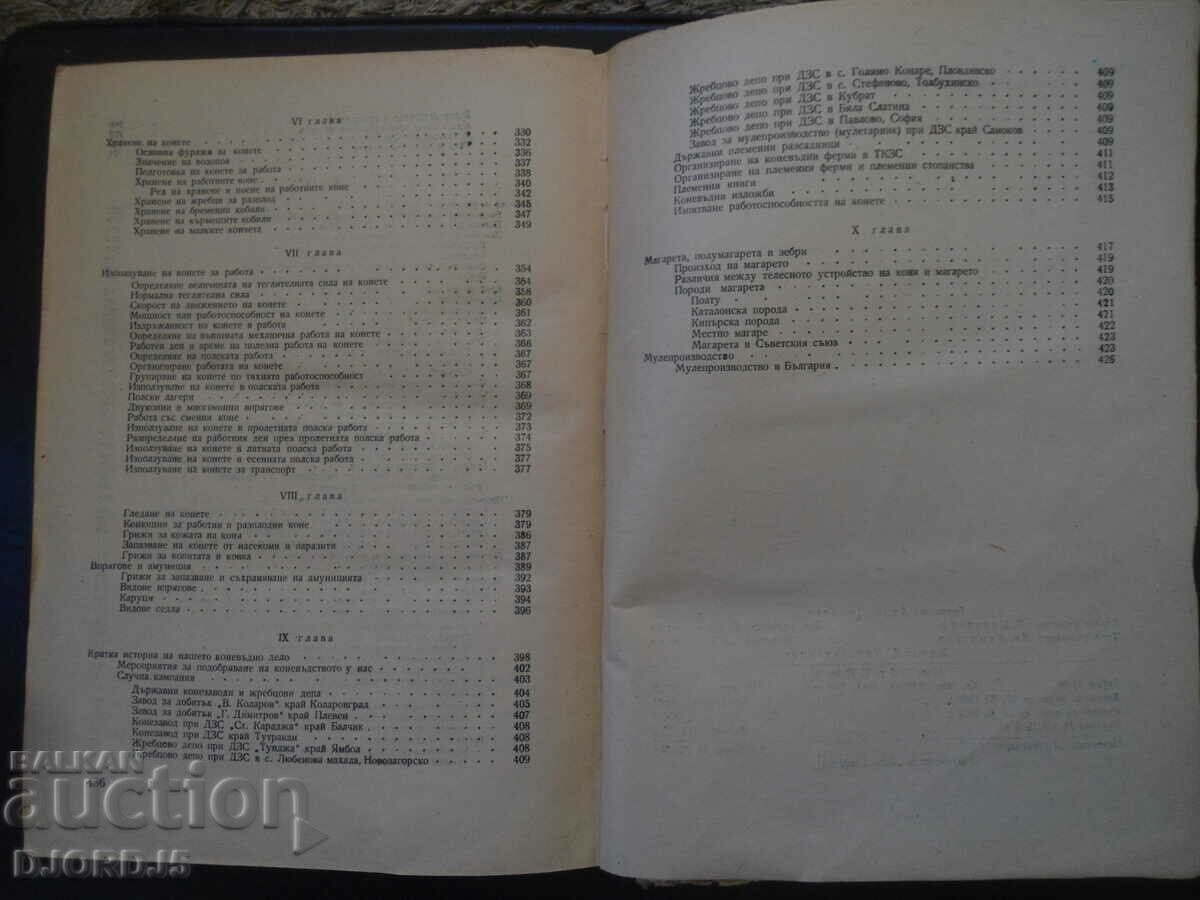 VI глава
Хранене на конете 330
Основни фуражи за конете 332
Значение на водопоя 336
Подготовка на конете за работа 337
Хранене на работните коне 338
Ред на хранене и поене на работните коне 340
Хранене на жребци за разплод 342
Хранене на бременни кобили 345
Хранене на кърмещите кобили 347
Хранене на малките кончета 349
VII глава
Използуване на конете за работа 354
Определяне величината на теглителната сила на конете 354
Нормална теглителна сила 358
Скорост на движението на конете 360
Мощност или работоспособност на конете 361
Издръжливост на конете в работа 362
Определяне на външната механична работа на конете 363
Работен ден и време на полезна работа на конете 366
Определяне на полската работа 367
Организиране работата на конете 367
Групиране на конете по тяхната работоспособност 367
Използуване на конете в полската работа 368
Полски лагери 369
Двуконни и многоконни впрягове 369
Работа със сменни коне 372
Използуване на конете в пролетната полска работа 373
Разпределяне на работния ден през пролетната полска работа 374
Използуване на конете в лятната полска работа 375
Използуване на конете в есенната полска работа 377
Използуване на конете за транспорт 377
VIII глава
Гледане на конете 379
Конюшни за работни и разплодни коне 379
Грижи за кожата на коня 386
Запазване на конете от насекоми и паразити 387
Грижи за копитата и ковка 387
Впрягове и амуниция 389
Грижи за запазване и съхраняване на амуницията 392
Видове впрягове 393
Каруци 394
Видове седла 396
IX глава
Кратка история на нашето коневъдно дело 398
Мероприятия за подобряване на коневъдството у нас 402
Случна кампания 403
Държавни конезаводи и жребцови депа 404
Завод за добитък „В. Коларов“ край Коларовград 405
Завод за добитък „Г. Димитров“ край Плевен 407
Конезавод при ДЗС „Ст. Караджа“ край Балчик 408
Конезавод при ДЗС край Тутракан 408
Жребцово депо при ДЗС „Тунджа“ край Ямбол 408
Жребцово депо при ДЗС в с. Любенова махала, Новозагорско 409
436
Жребцово депо при ДЗС в с. Голямо Конаре, Пловдивско 409
Жребцово депо при ДЗС в с. Стефаново, Толбухинско 409
Жребцово депо при ДЗС в Кубрат 409
Жребцово депо при ДЗС в Бяла Слатина 409
Жребцово депо при ДЗС в Павлово, София 409
Завод за мулепроизводство (мулетарник) при ДЗС край Самоков 409
Държавни племенни разсадници 409
Организиране на коневъдни ферми в ТКЗС 411
Организиране на племенни ферми и племенни стопанства 411
Племенни книги 412
Коневъдни изложби 413
Изпитване работоспособността на конете 415
X глава
Магарета, полумагарета и зебри 417
Произход на магарето 419
Различия между телесното устройство на коня и магарето 419
Породи магарета 420
Поату 420
Каталонска порода 421
Кипърска порода 421
Местно магаре 422
Магарета в Съветския съюз 423
Мулепроизводство 423
Мулепроизводство в България 425
BALKAN
auction
DJORDJ5